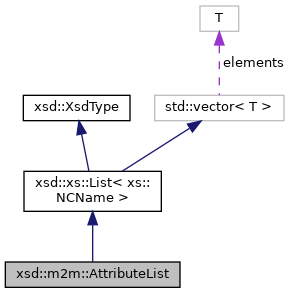 T
elements
xsd::XsdType
std::vector< T >
xsd::xs::List< xs::
NCName >
xsd::m2m::AttributeList